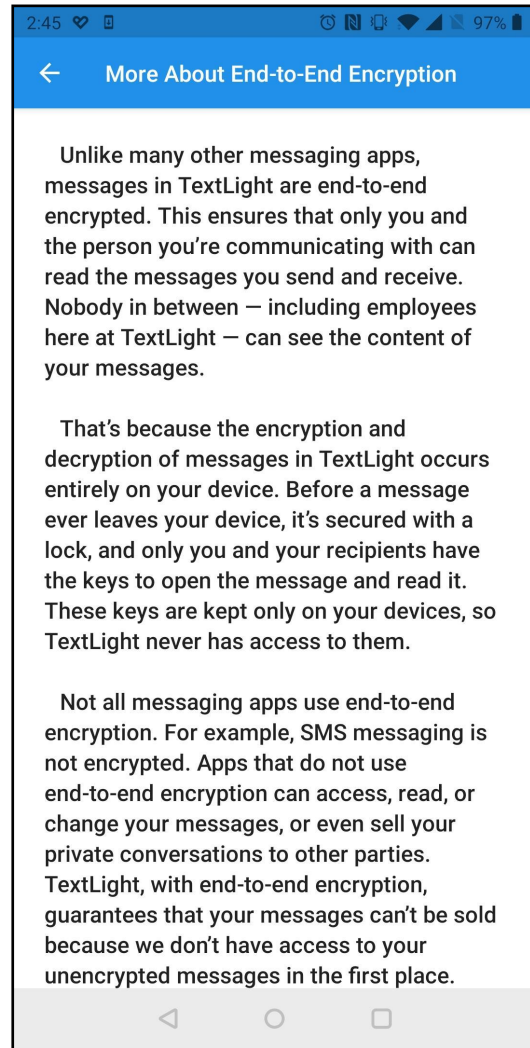 2:45 97%
More About End-to-End Encryption
Unlike many other messaging apps,
messages in TextLight are end-to-end
encrypted. This ensures that only you and
the person you’re communicating with can
read the messages you send and receive.
Nobody in between — including employees
here at TextLight — can see the content of
your messages.
That’s because the encryption and
decryption of messages in TextLight occurs
entirely on your device. Before a message
ever leaves your device, it’s secured with a
lock, and only you and your recipients have
the keys to open the message and read it.
These keys are kept only on your devices, so
TextLight never has access to them.
Not all messaging apps use end-to-end
encryption. For example, SMS messaging is
not encrypted. Apps that do not use
end-to-end encryption can access, read, or
change your messages, or even sell your
private conversations to other parties.
TextLight, with end-to-end encryption,
guarantees that your messages can’t be sold
because we don’t have access to your
unencrypted messages in the first place.